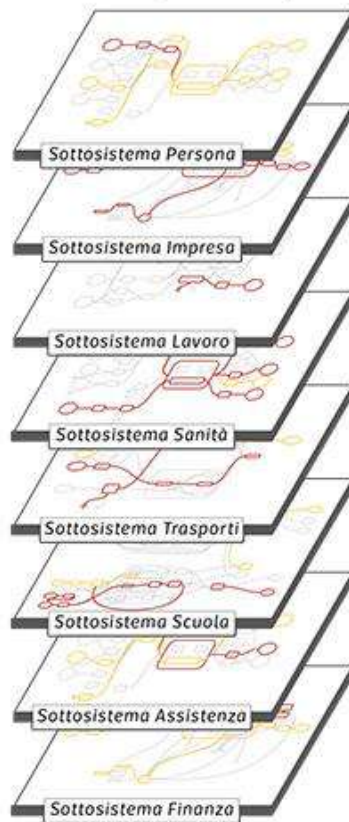 Sottosistema Persona
Sottosistema Impresa
Sottosistema Lavoro
Sottosistema Sanità
Sottosistema Trasporti
Sottosistema Scuola
Sottosistema Assistenza
Sottosistema Finanza